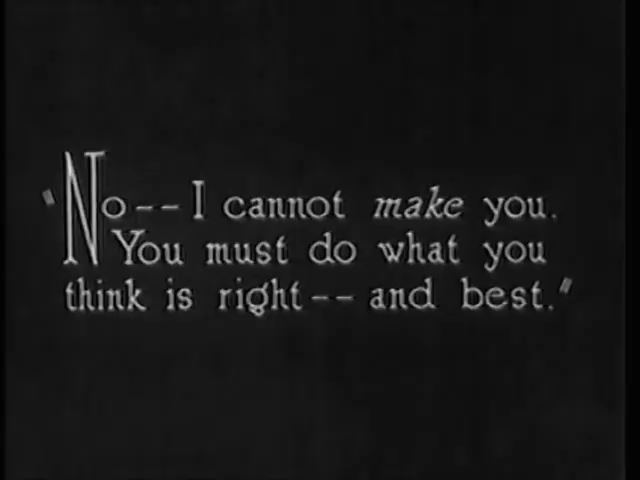 "No-- I cannot make you.
You must do what you
think is right-- and best."